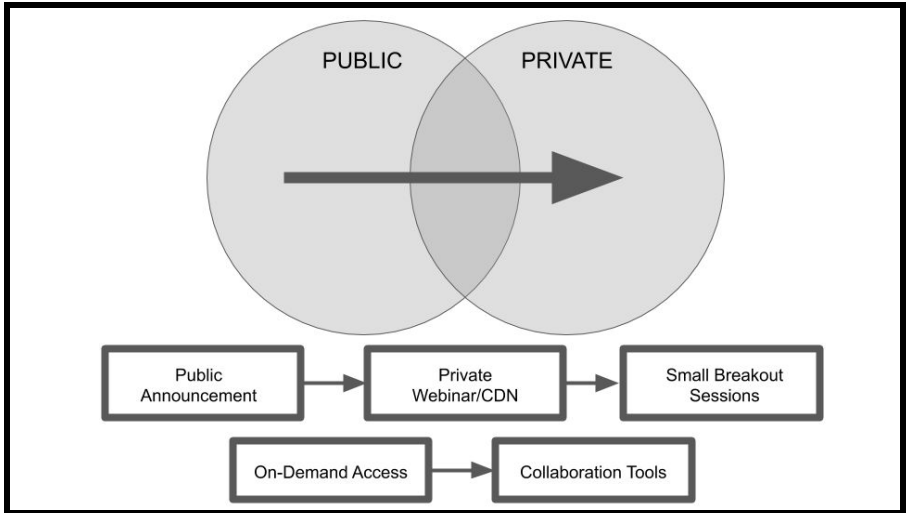 PUBLIC PRIVATE
Public
Announcement
Private
Webinar/CDN
Small Breakout
Sessions
On-Demand Access
Collaboration Tools